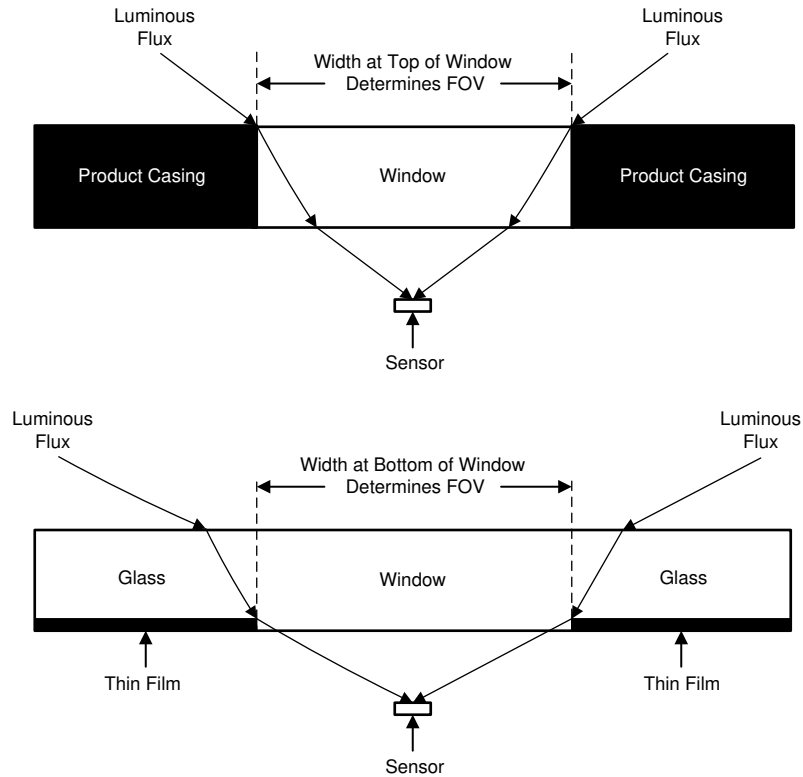 Luminous
Flux
Luminous
Flux
Width at Top of Window
Determines FOV
Product Casing
Window
Product Casing
Sensor
Luminous
Flux
Luminous
Flux
Width at Bottom of Window
Determines FOV
Glass
Window
Glass
Thin Film
Thin Film
Sensor